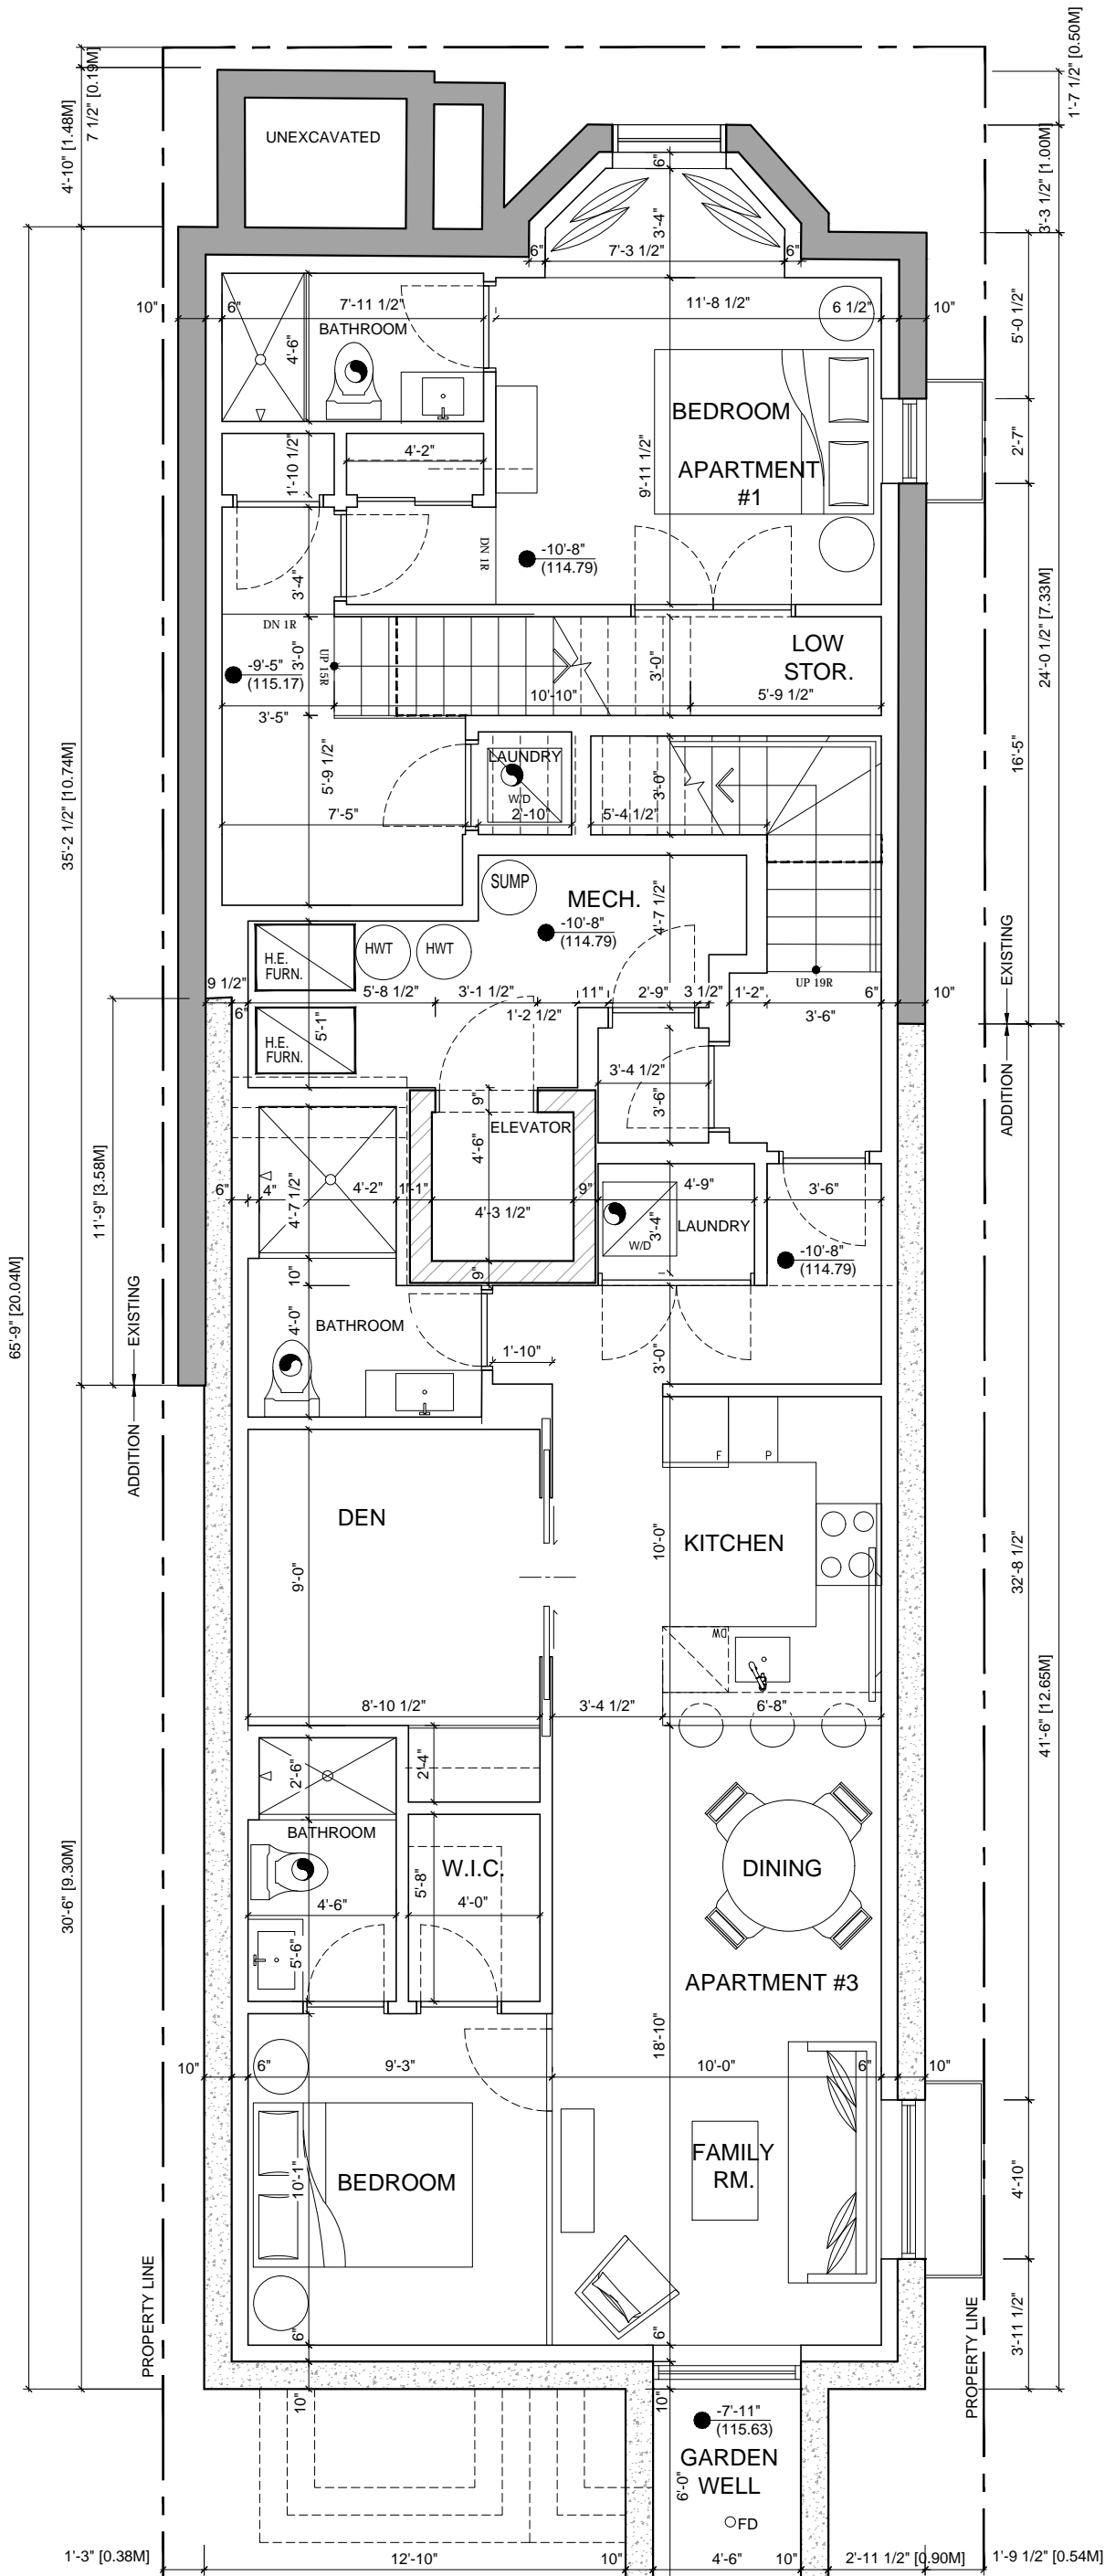 1'-7 1/2" [0.50M]
7 1/2" [0.19M]
4'-10" [1.48M]
3'-3 1/2" [1.00M]
UNEXCAVATED
6"
3'-4"
6"
7'-3 1/2"
6"
10"
6"
7'-11 1/2"
11'-8 1/2"
6 1/2"
10"
BATHROOM
4'-6"
5'-0 1/2"
BEDROOM
APARTMENT
#1
2'-7"
4'-2"
1'-10 1/2"
9'-11 1/2"
DN 1R
-10'-8"
(114.79)
3'-4"
DN 1R
24'-0 1/2" [7.33M]
LOW
STOR.
-9'-5"
(115.17)
3'-0"
UP 15R
3'-0"
10'-10"
5'-9 1/2"
3'-5"
16'-5"
35'-2 1/2" [10.74M]
5'-9 1/2"
LAUNDRY
W/D
3'-0"
7'-5"
2'-10"
5'-4 1/2"
SUMP
MECH.
4'-7 1/2"
-10'-8"
(114.79)
HWT
HWT
H.E.
FURN.
UP 19R
EXISTING
ADDITION
9 1/2"
6"
5'-8 1/2"
3'-1 1/2"
1'-2 1/2"
11"
2'-9"
3 1/2"
1'-2"
3'-6"
6"
10"
5'-1"
H.E.
FURN.
3'-4 1/2"
3'-6"
9"
ELEVATOR
4'-6"
11'-9" [3.58M]
6"
4"
4'-7 1/2"
4'-2"
1'-1"
4'-3 1/2"
9"
4'-9"
3'-6"
3'-4"
LAUNDRY
W/D
-10'-8"
(114.79)
9"
10"
65'-9" [20.04M]
EXISTING
ADDITION
4'-0"
BATHROOM
1'-10"
3'-0"
F
P
DEN
KITCHEN
10'-0"
9'-0"
32'-8 1/2"
DW
41'-6" [12.65M]
8'-10 1/2"
3'-4 1/2"
6'-8"
2'-6"
2'-4"
BATHROOM
W.I.C.
DINING
5'-8"
4'-6"
4'-0"
30'-6" [9.30M]
5'-6"
APARTMENT #3
18'-10"
10"
6"
9'-3"
10'-0"
6"
10"
BEDROOM
10'-1"
FAMILY
RM.
4'-10"
PROPERTY LINE
PROPERTY LINE
3'-11 1/2"
6"
6"
10"
10"
-7'-11"
(115.63)
GARDEN
WELL
6'-0"
FD
1'-3" [0.38M]
12'-10"
10"
4'-6"
10"
2'-11 1/2" [0.90M]
1'-9 1/2" [0.54M]